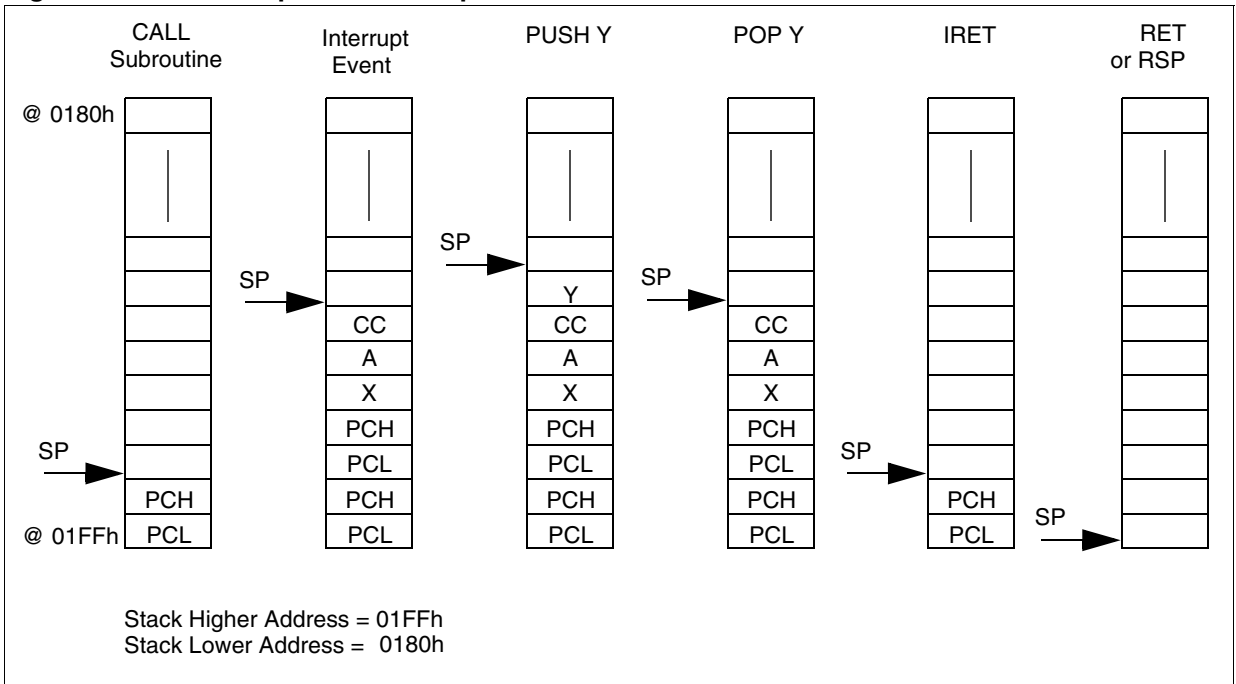 CALL
Subroutine
Interrupt
Event
PUSH Y
POP Y
IRET
RET
or RSP
@ 0180h
SP
SP
SP
Y
CC
CC
CC
A
A
A
X
X
X
PCH
PCH
PCH
SP
SP
PCL
PCL
PCL
PCH
PCH
PCH
PCH
PCH
SP
@ 01FFh
PCL
PCL
PCL
PCL
PCL
Stack Higher Address = 01FFh
Stack Lower Address = 0180h